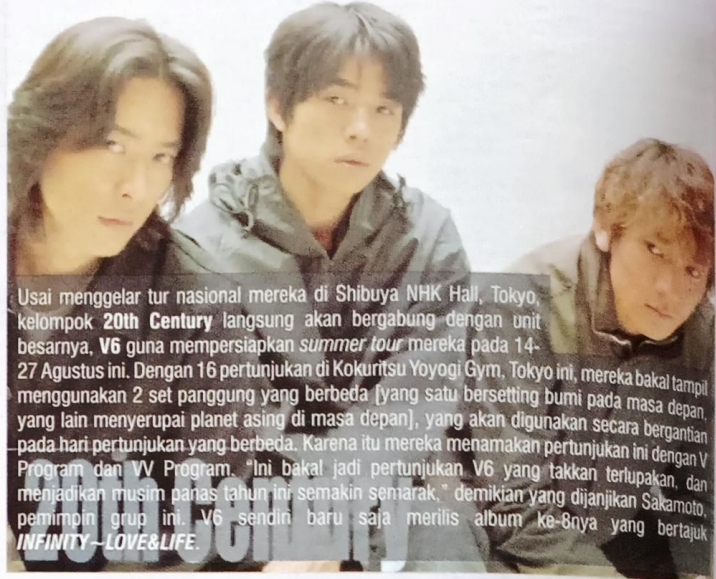 Usai menggelar tur nasional mereka di Shibuya NHK Hall, Tokyo,
kelompok 20th Century langsung akan bergabung dengan unit
besarnya, V6 guna mempersiapkan summer tour mereka pada 14-
27 Agustus ini. Dengan 16 pertunjukan di Kokuritsu Yoyogi Gym, Tokyo ini, mereka bakal tampil
menggunakan 2 set panggung yang berbeda [yang satu bersetting bumi pada masa depan,
yang lain menyerupai planet asing di masa depan], yang akan digunakan secara bergantian
pada hari pertunjukan yang berbeda. Karena itu mereka menamakan pertunjukan ini dengan V
Program dan VV Program. "Ini bakal jadi pertunjukan V6 yang takkan terlupakan, dan
menjadikan musim panas tahun ini semakin semarak," demikian yang dijanjikan Sakamoto,
pemimpin grup ini. V6 sendiri baru saja merilis album ke-8nya yang bertajuk
INFINITY~LOVE&LIFE.
20th Century